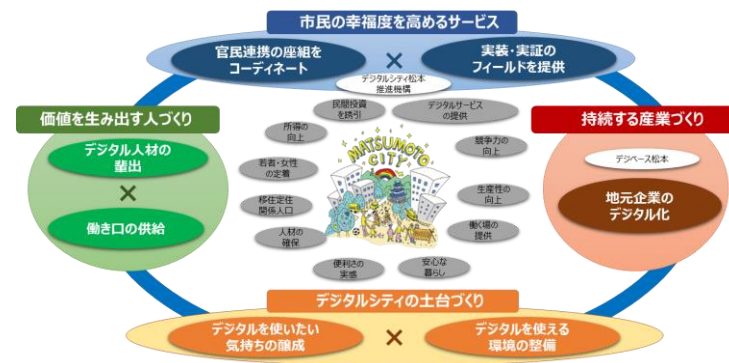 市民の幸福度を高めるサービス
官民連携の座組を
コーディネート
×
実装・実証の
フィールドを提供
デジタルシティ松本
推進機構
価値を生み出す人づくり
デジタル人材の
輩出
×
働き口の供給
持続する産業づくり
デジベース松本
地元企業の
デジタル化
民間投資
を誘引
デジタルサービス
の提供
所得の
向上
競争力の
向上
若者・女性
の定着
生産性の
向上
移住定住
関係人口
働く場の
提供
人材の
確保
便利さの
実感
安心な
暮らし
MATSUMOTO
CITY
デジタルシティの土台づくり
デジタルを使いたい
気持ちの醸成
×
デジタルを使える
環境の整備